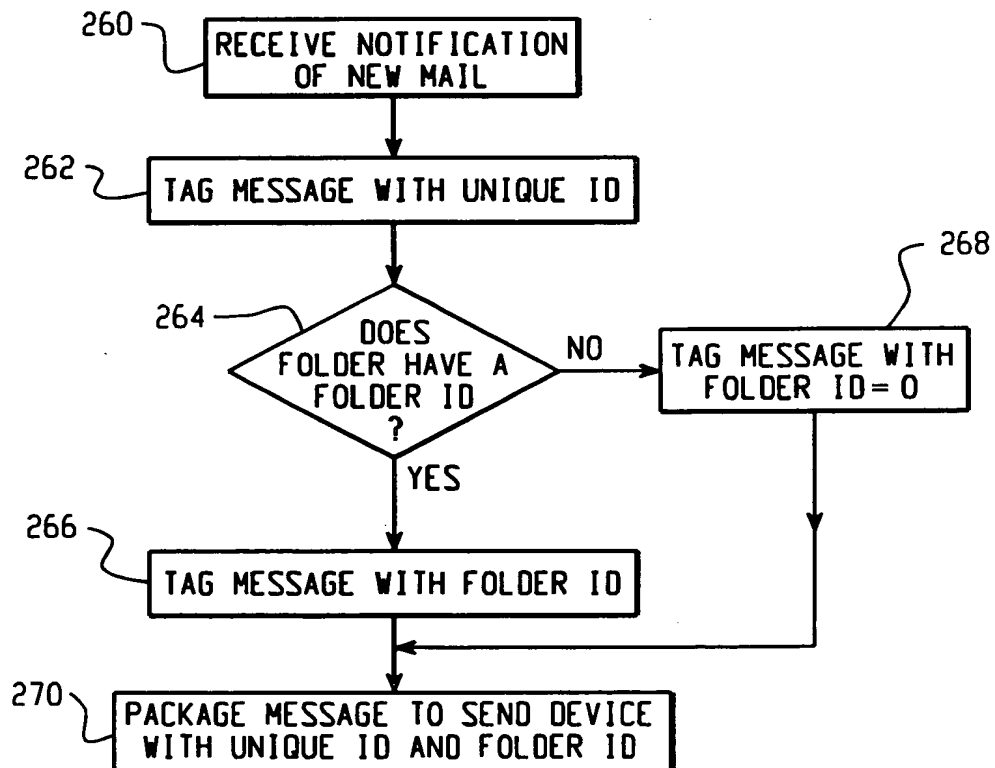 260
RECEIVE NOTIFICATION
OF NEW MAIL
262
TAG MESSAGE WITH UNIQUE ID
264
DOES
FOLDER HAVE A
FOLDER ID
?
NO
268
TAG MESSAGE WITH
FOLDER ID=0
YES
266
TAG MESSAGE WITH FOLDER ID
270
PACKAGE MESSAGE TO SEND DEVICE
WITH UNIQUE ID AND FOLDER ID